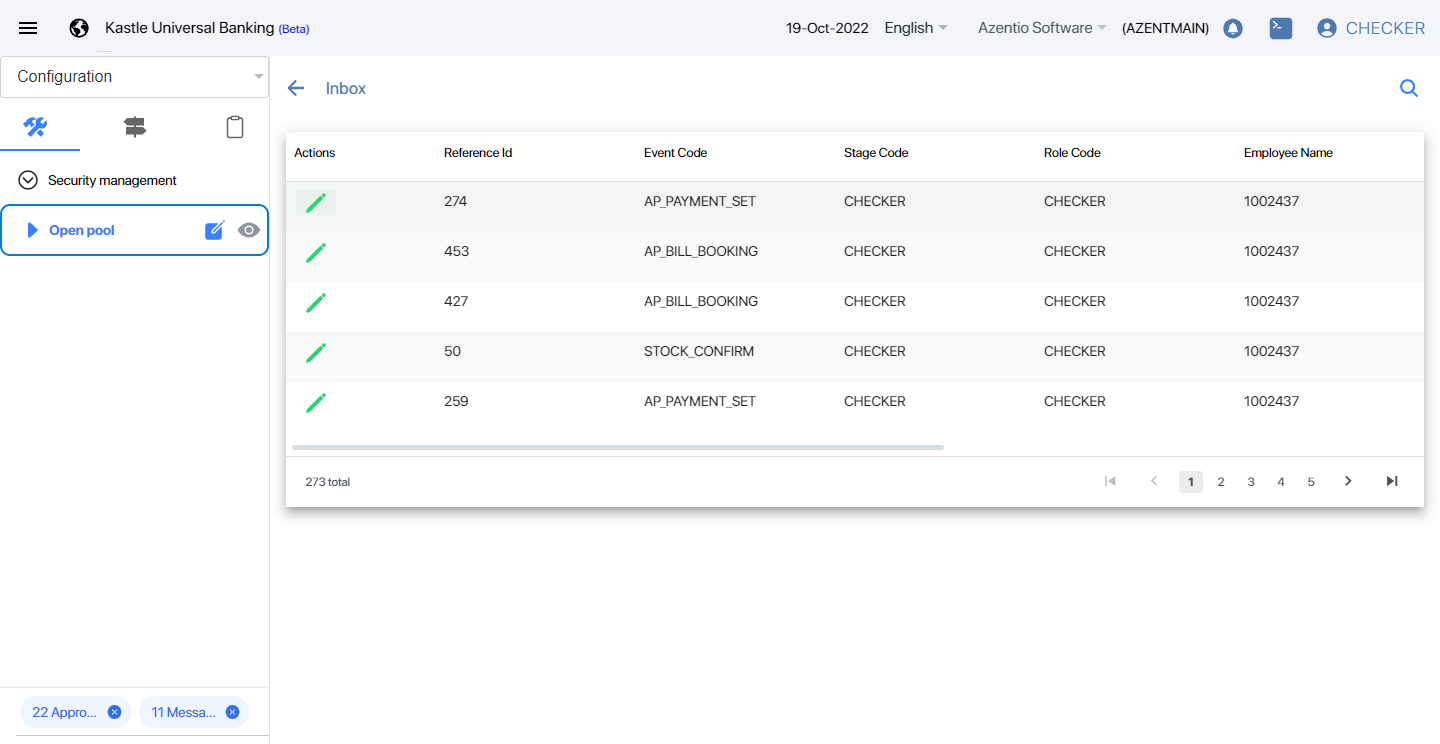 Kastle Universal Banking (Beta) 19-Oct-2022 English Azentio Software (AZENTMAIN) CHECKER
Configuration
Inbox
Security management
Open pool
Actions Reference Id Event Code Stage Code Role Code Employee Name
274 AP_PAYMENT_SET CHECKER CHECKER 1002437
453 AP_BILL_BOOKING CHECKER CHECKER 1002437
427 AP_BILL_BOOKING CHECKER CHECKER 1002437
50 STOCK_CONFIRM CHECKER CHECKER 1002437
259 AP_PAYMENT_SET CHECKER CHECKER 1002437
273 total 1 2 3 4 5
22 Appro... 11 Messa...